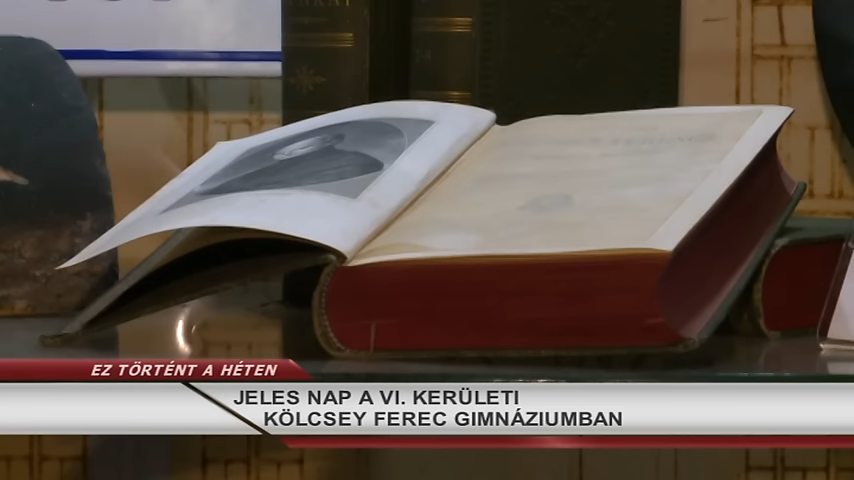 EZ TÖRTÉNT A HÉTEN
JELES NAP A VI. KERÜLETI
KÖLCSEY FEREC GIMNÁZIUMBAN